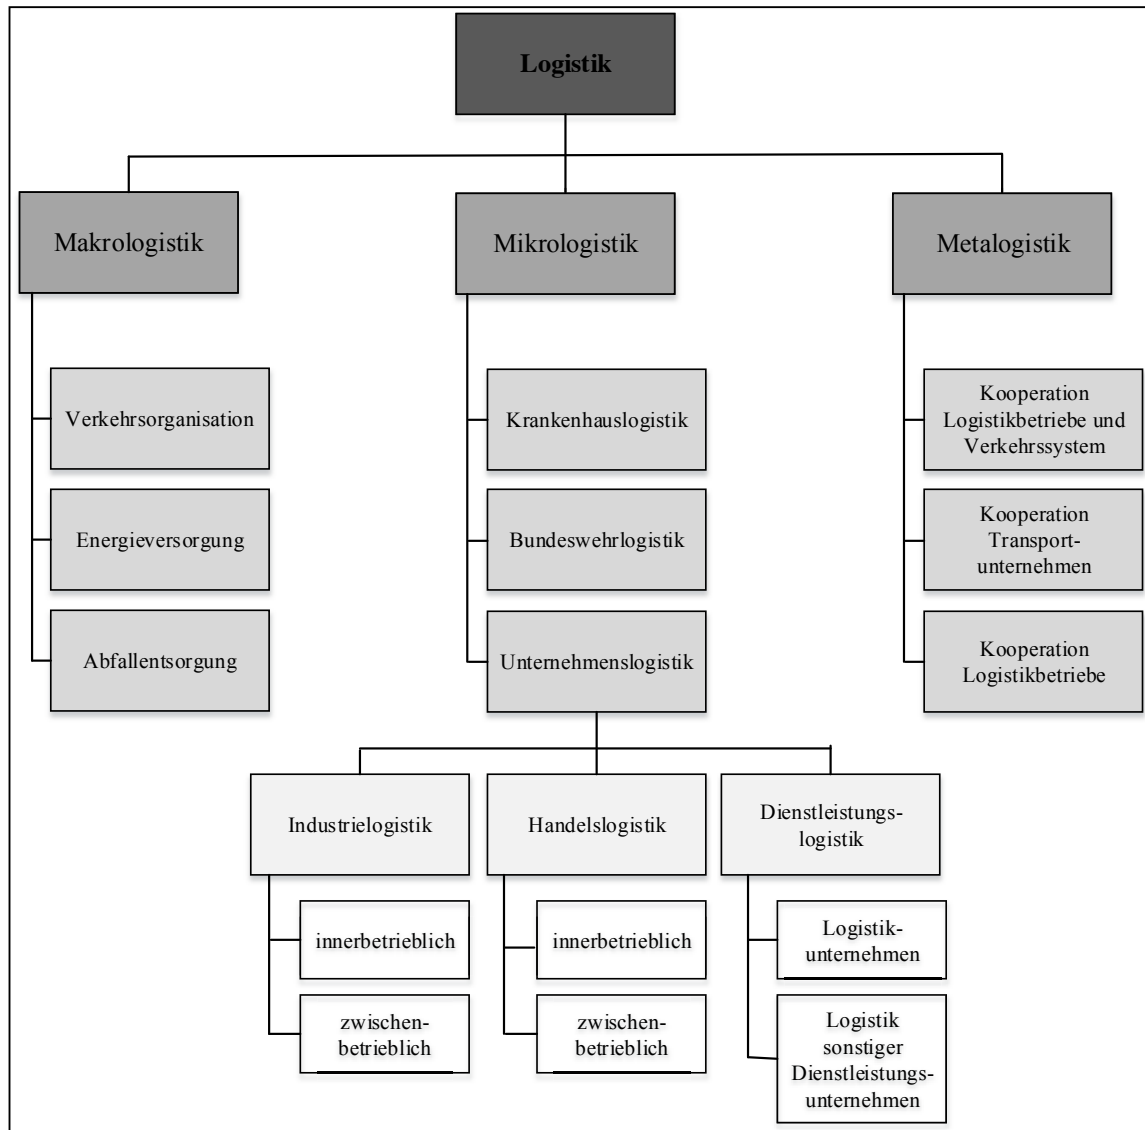 Logistik
Makrologistik
Mikrologistik
Metalogistik
Verkehrsorganisation
Krankenhauslogistik
Kooperation
Logistikbetriebe und
Verkehrssystem
Energieversorgung
Bundeswehrlogistik
Kooperation
Transport-
unternehmen
Abfallentsorgung
Unternehmenslogistik
Kooperation
Logistikbetriebe
Industrielogistik
Handelslogistik
Dienstleistungs-
logistik
innerbetrieblich
innerbetrieblich
Logistik-
unternehmen
zwischen-
betrieblich
zwischen-
betrieblich
Logistik
sonstiger
Dienstleistungs-
unternehmen